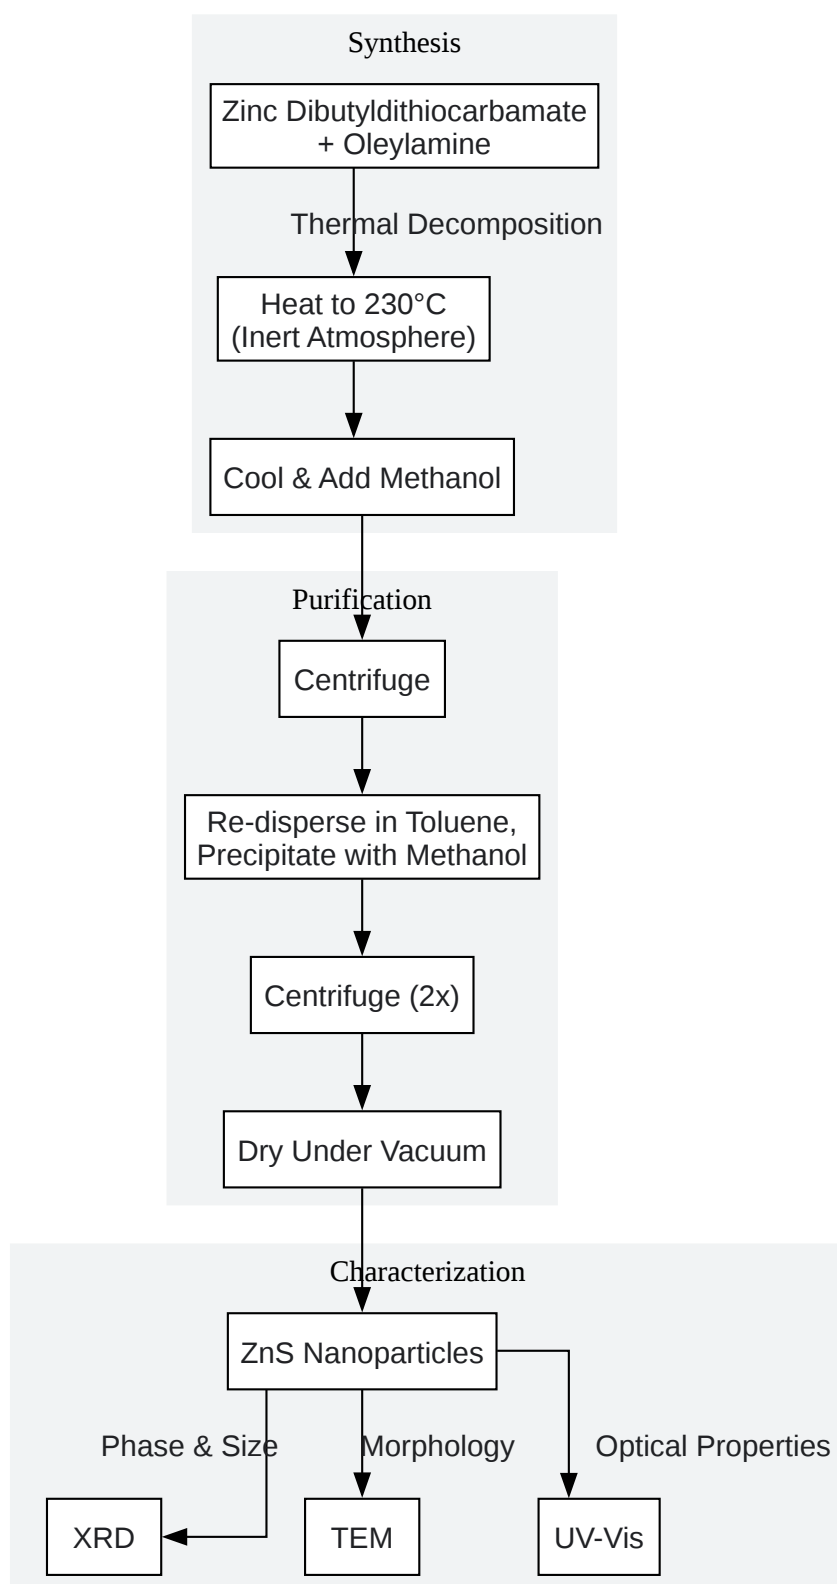 Synthesis
Zinc Dibutyldithiocarbamate
+ Oleylamine
Thermal Decomposition
Heat to 230°C
(Inert Atmosphere)
Cool & Add Methanol
Purification
Centrifuge
Re-disperse in Toluene,
Precipitate with Methanol
Centrifuge (2x)
Dry Under Vacuum
Characterization
ZnS Nanoparticles
Phase & Size
Morphology
Optical Properties
XRD
TEM
UV-Vis